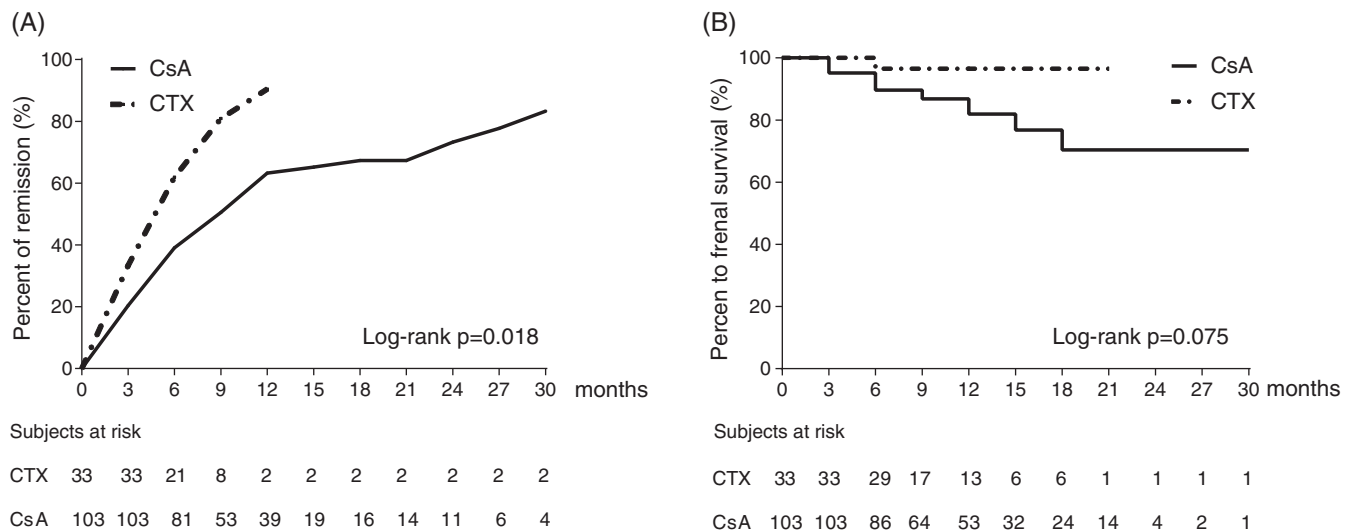 (A)
Percent of remission (%)
100
80
60
40
20
0
CsA
CTX
Log-rank p=0.018
0 3 6 9 12 15 18 21 24 27 30 months
Subjects at risk
CTX 33 33 21 8 2 2 2 2 2 2 2
CsA 103 103 81 53 39 19 16 14 11 6 4
(B)
Percen to frenal survival (%)
100
80
60
40
20
0
CsA
CTX
Log-rank p=0.075
0 3 6 9 12 15 18 21 24 27 30 months
Subjects at risk
CTX 33 33 29 17 13 6 6 1 1 1 1
CsA 103 103 86 64 53 32 24 14 4 2 1